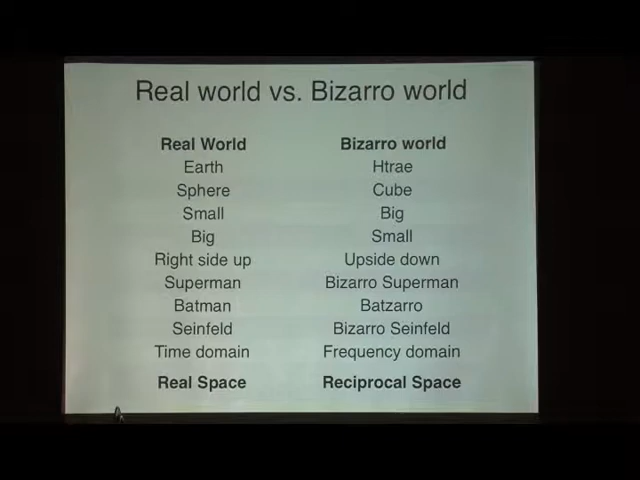 Real world vs. Bizarro world
Real World Bizarro world
Earth Htrae
Sphere Cube
Small Big
Big Small
Right side up Upside down
Superman Bizarro Superman
Batman Batzarro
Seinfeld Bizarro Seinfeld
Time domain Frequency domain
Real Space Reciprocal Space